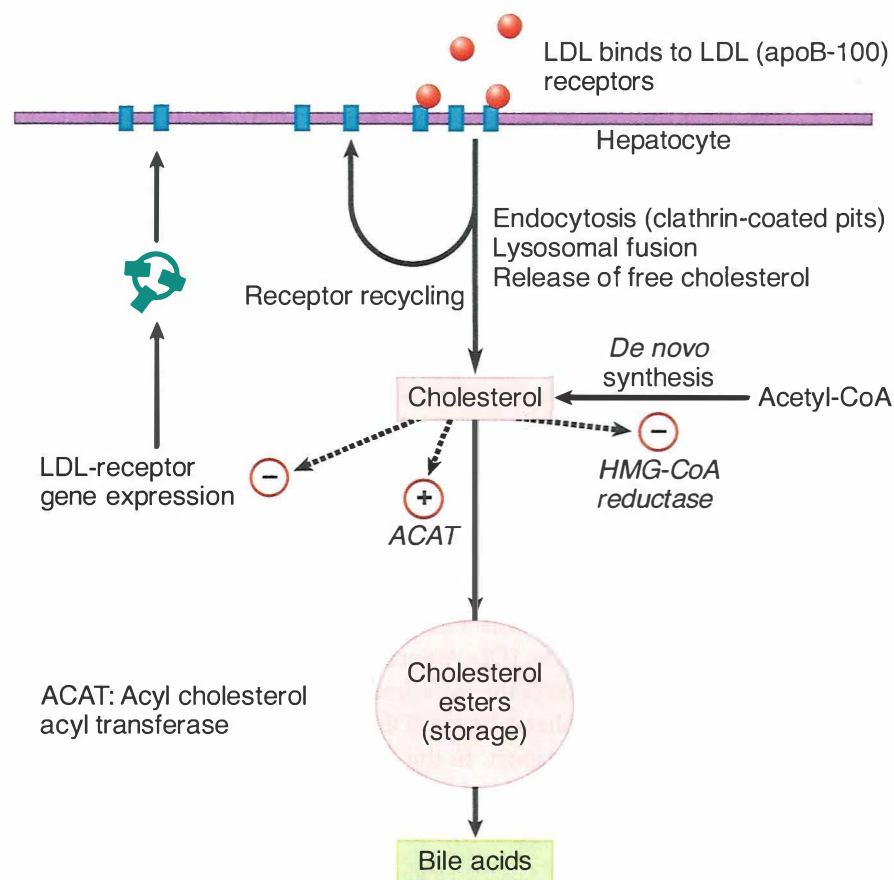 LDL binds to LDL (apoB-100)
receptors
Hepatocyte
Endocytosis (clathrin-coated pits)
Lysosomal fusion
Release of free cholesterol
Receptor recycling
De novo
synthesis
Cholesterol
Acetyl-CoA
LDL-receptor
gene expression
−
+
ACAT
−
HMG-CoA
reductase
Cholesterol
esters
(storage)
ACAT: Acyl cholesterol
acyl transferase
Bile acids